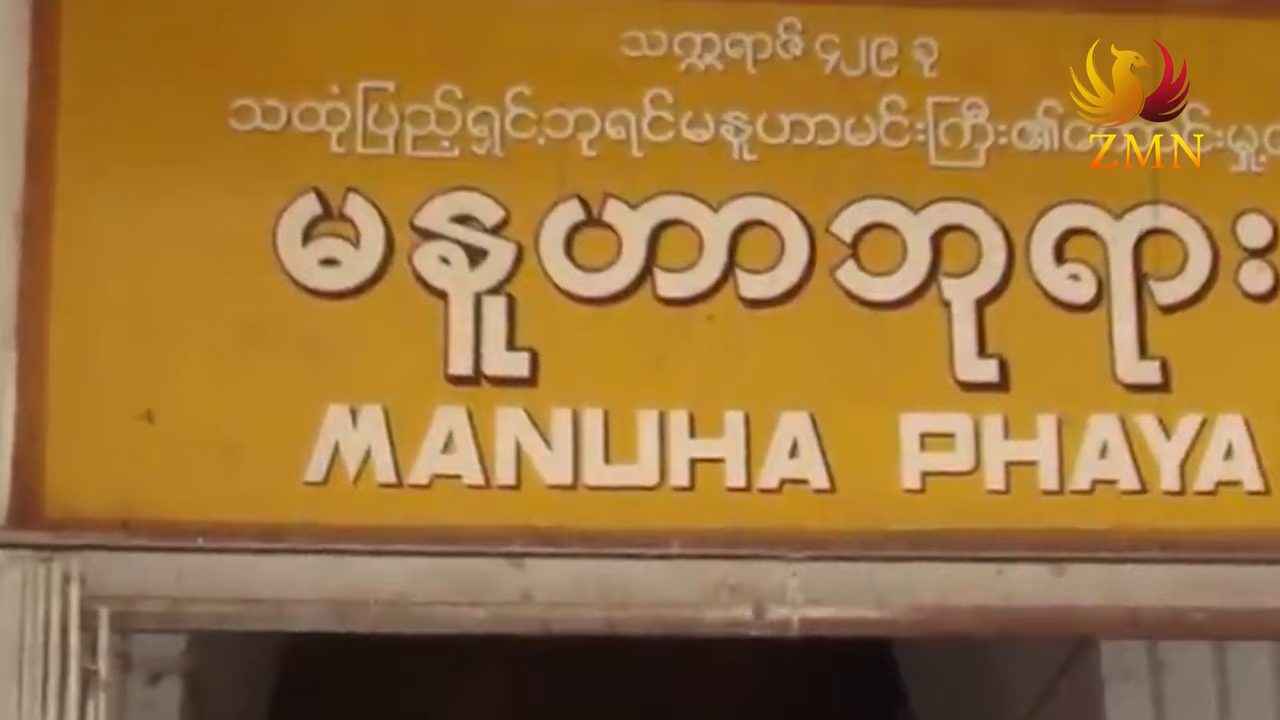 သက္ကရာဇ် ၄၂၉ ခု
သထုံပြည့်ရှင်ဘုရင်မနူဟာမင်းကြီး၏
မနူဟာဘုရား
MANUHA PHAYA
ZMN